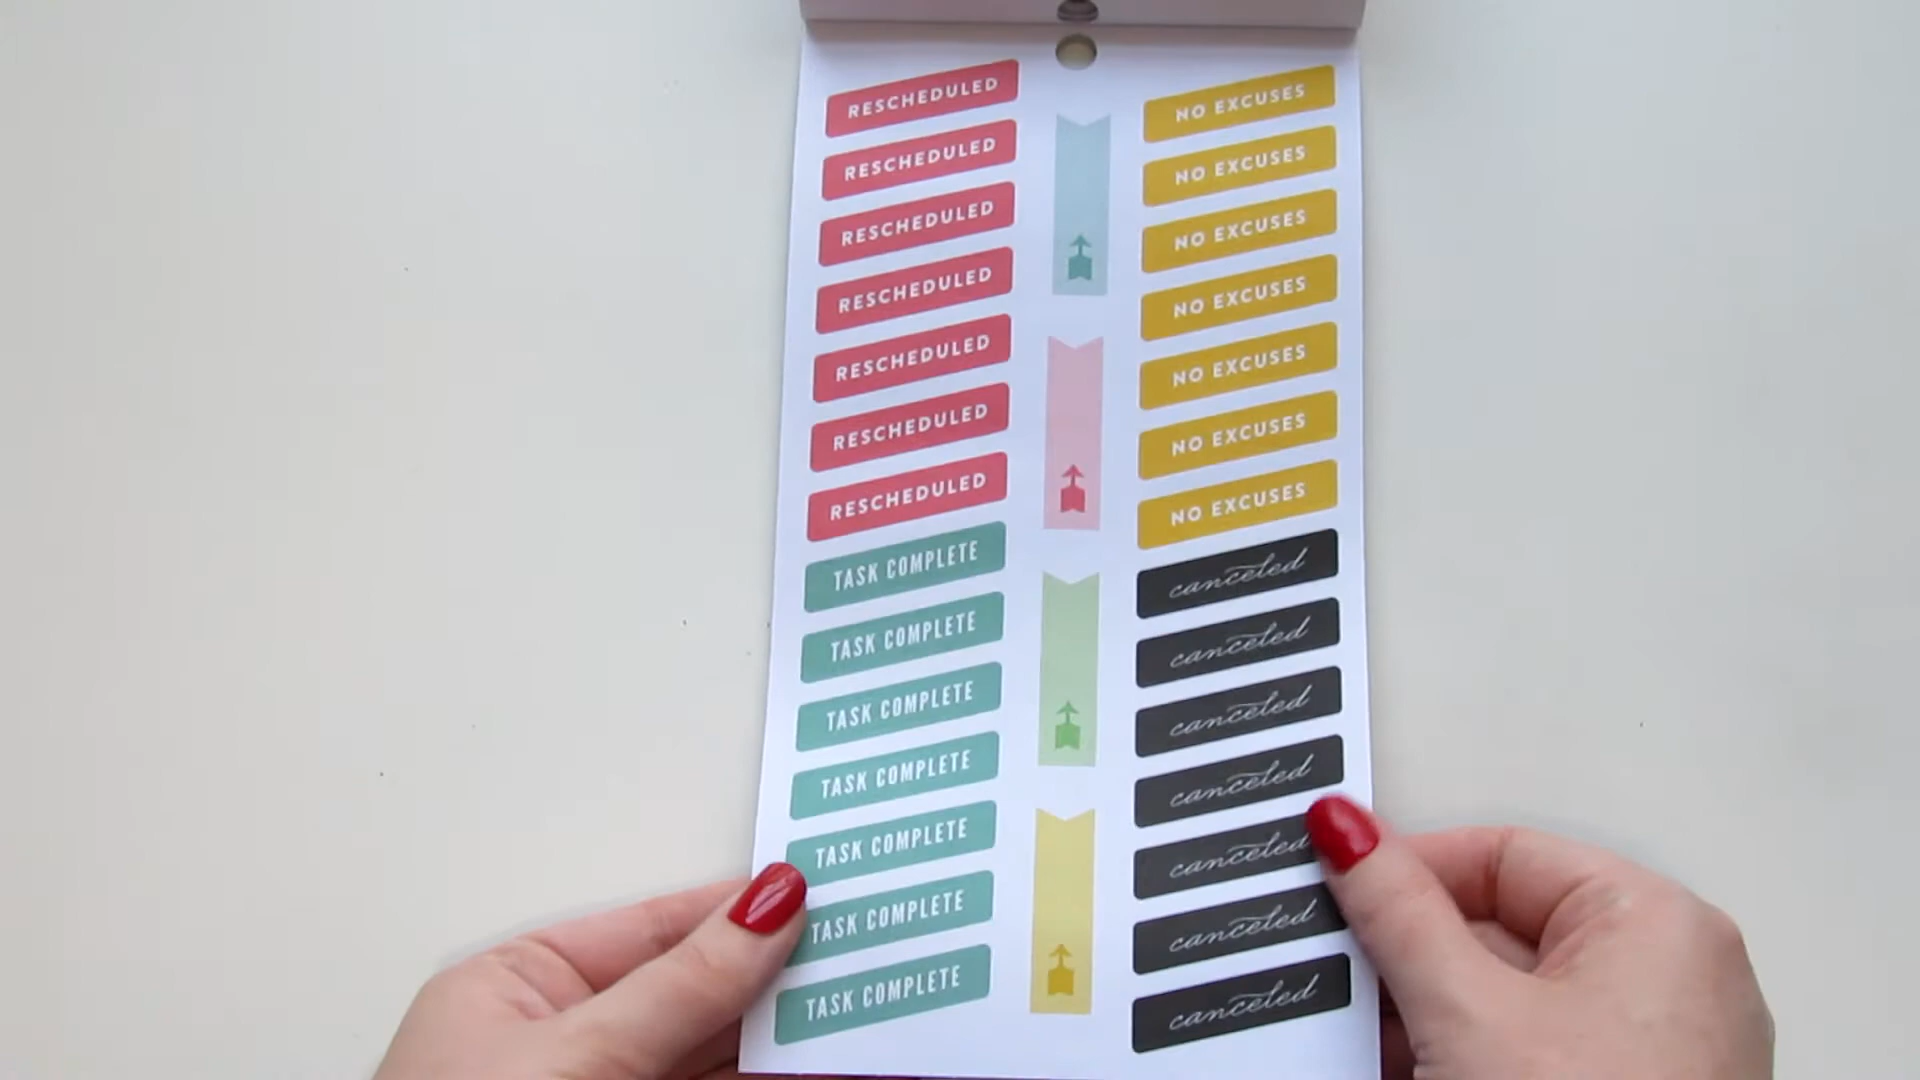 RESCHEDULED
RESCHEDULED
RESCHEDULED
RESCHEDULED
RESCHEDULED
RESCHEDULED
RESCHEDULED
TASK COMPLETE
TASK COMPLETE
TASK COMPLETE
TASK COMPLETE
TASK COMPLETE
TASK COMPLETE
TASK COMPLETE
NO EXCUSES
NO EXCUSES
NO EXCUSES
NO EXCUSES
NO EXCUSES
NO EXCUSES
NO EXCUSES
canceled
canceled
canceled
canceled
canceled
canceled
canceled